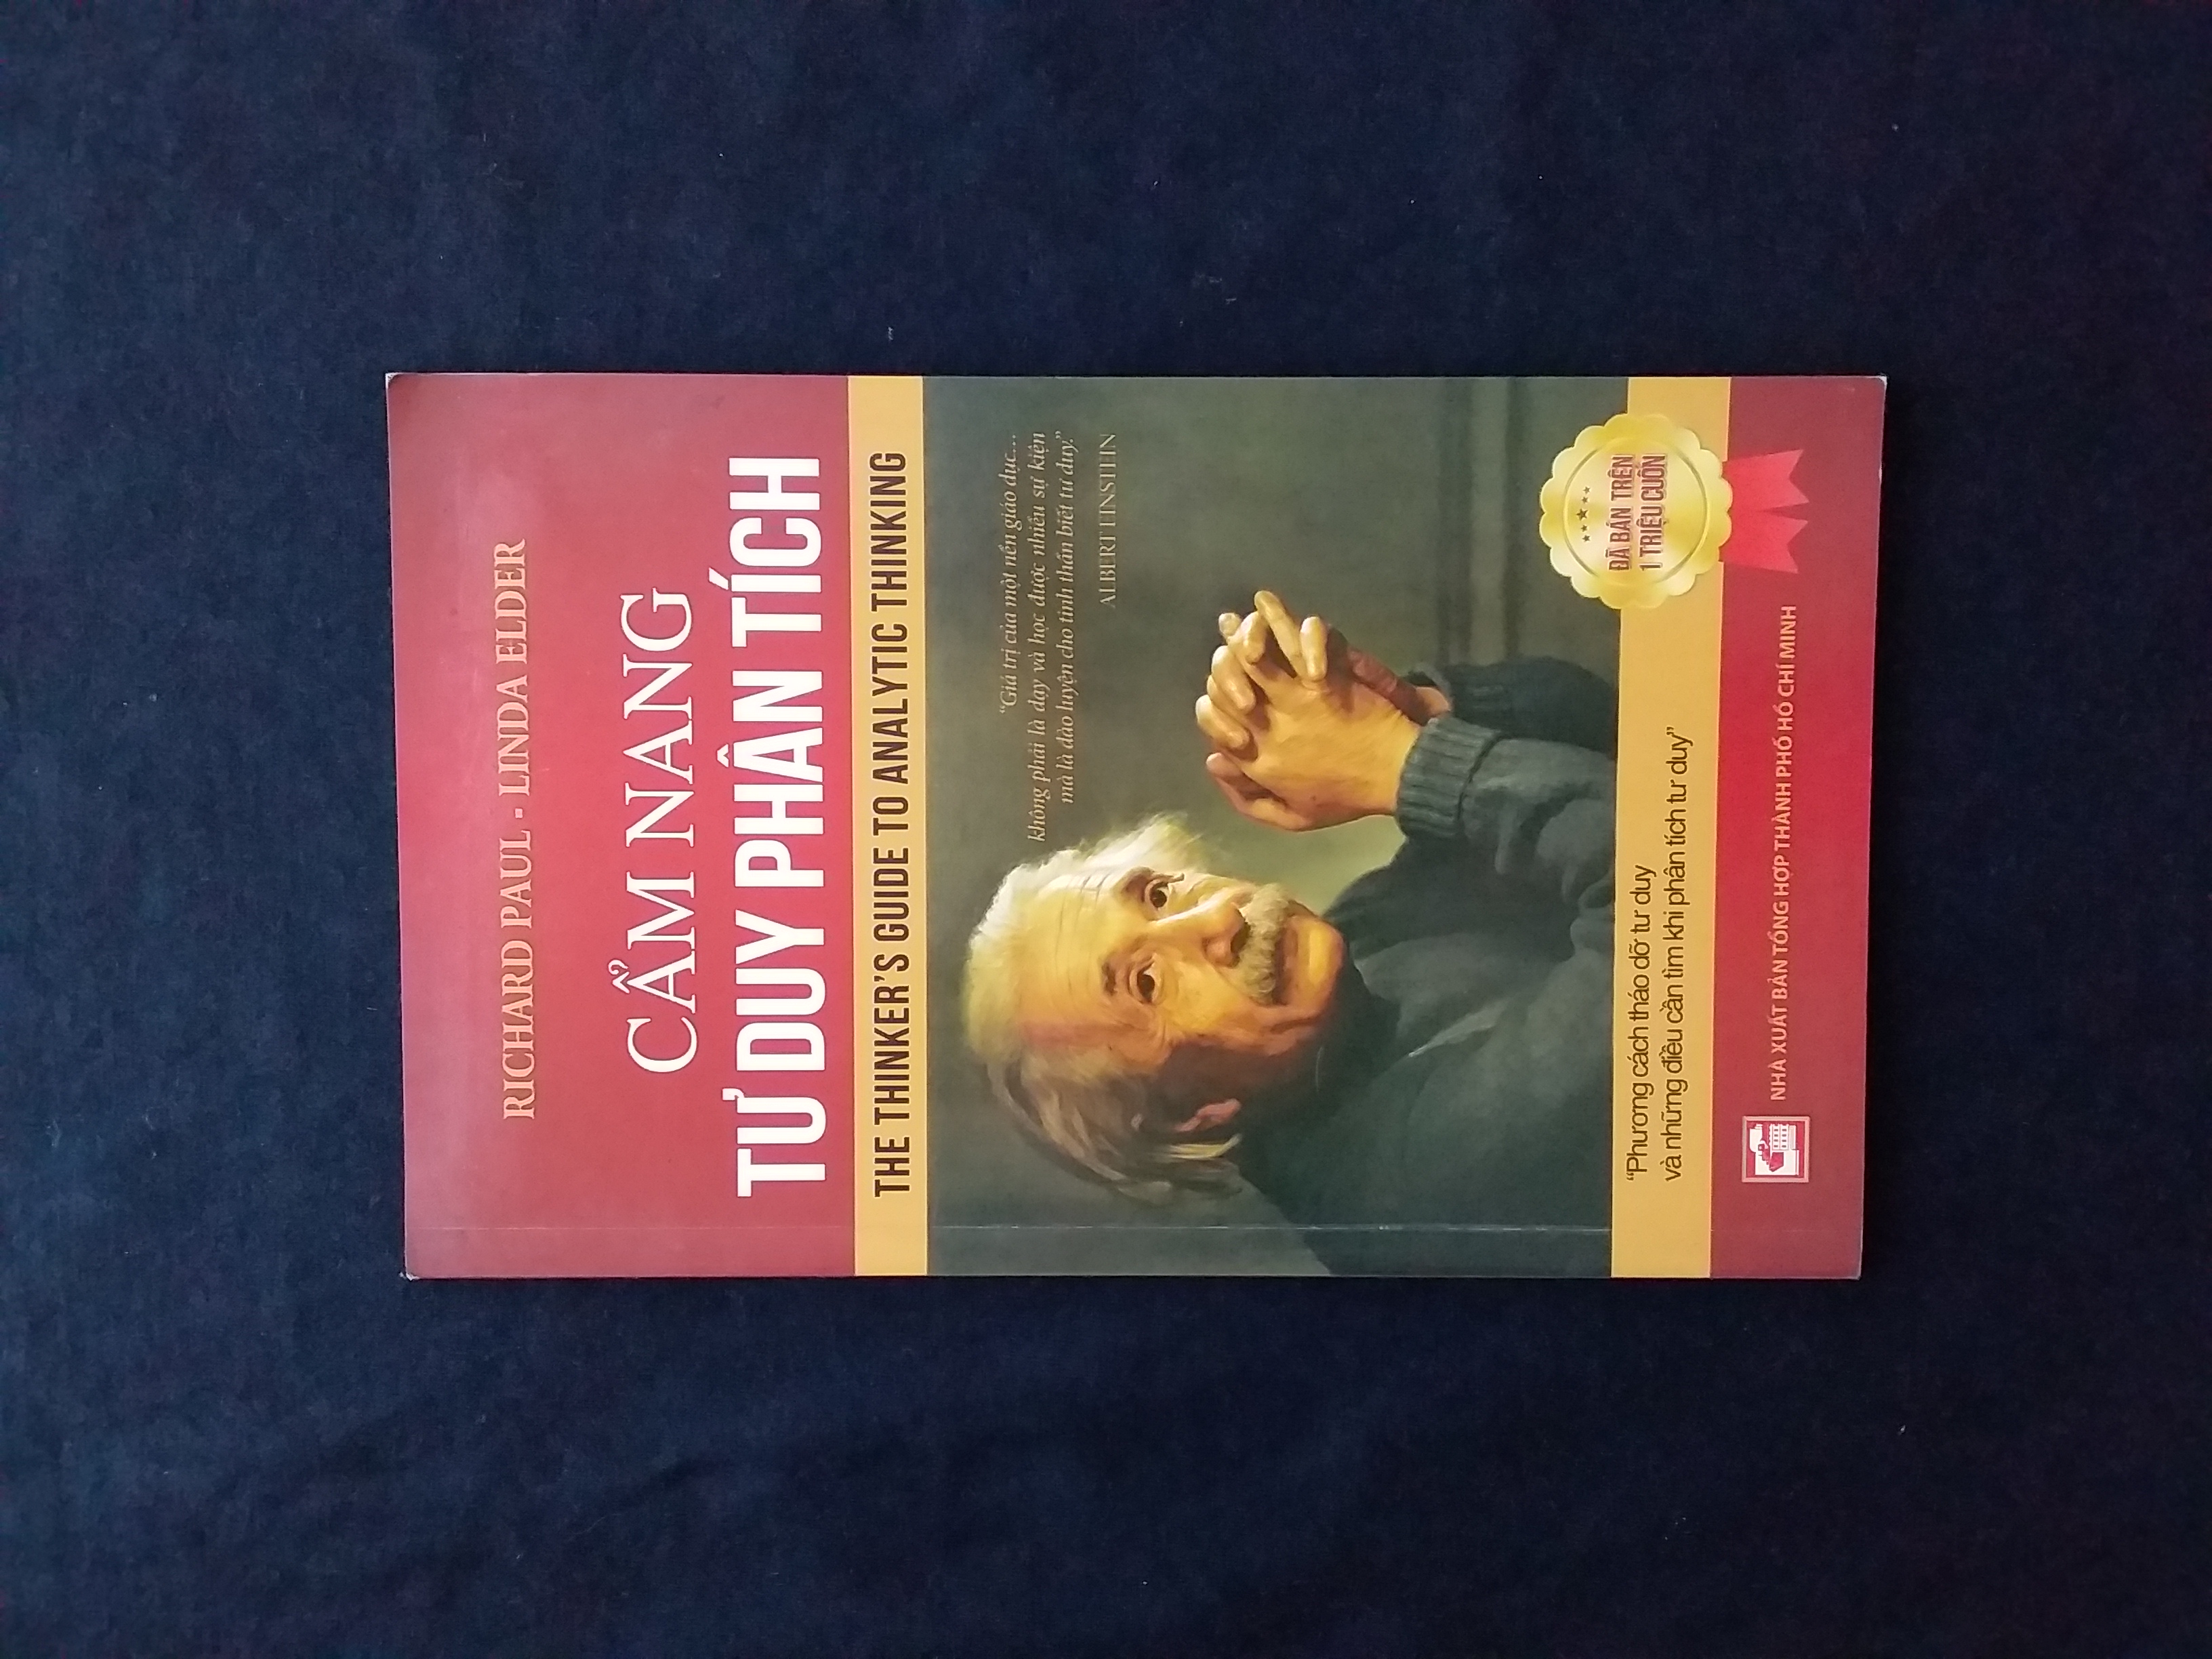 RICHARD PAUL - LINDA ELDER
CẨM NANG
TƯ DUY PHÂN TÍCH
THE THINKER'S GUIDE TO ANALYTIC THINKING
“Giá trị của một nền giáo dục...
không phải là dạy và học được nhiều sự kiện
mà là đào luyện cho tinh thần biết tư duy.”
ALBERT EINSTEIN
ĐÃ BÁN TRÊN
1 TRIỆU CUỐN
“Phương cách tháo dỡ tư duy
và những điều cần tìm khi phân tích tư duy”
NHÀ XUẤT BẢN TỔNG HỢP THÀNH PHỐ HỒ CHÍ MINH